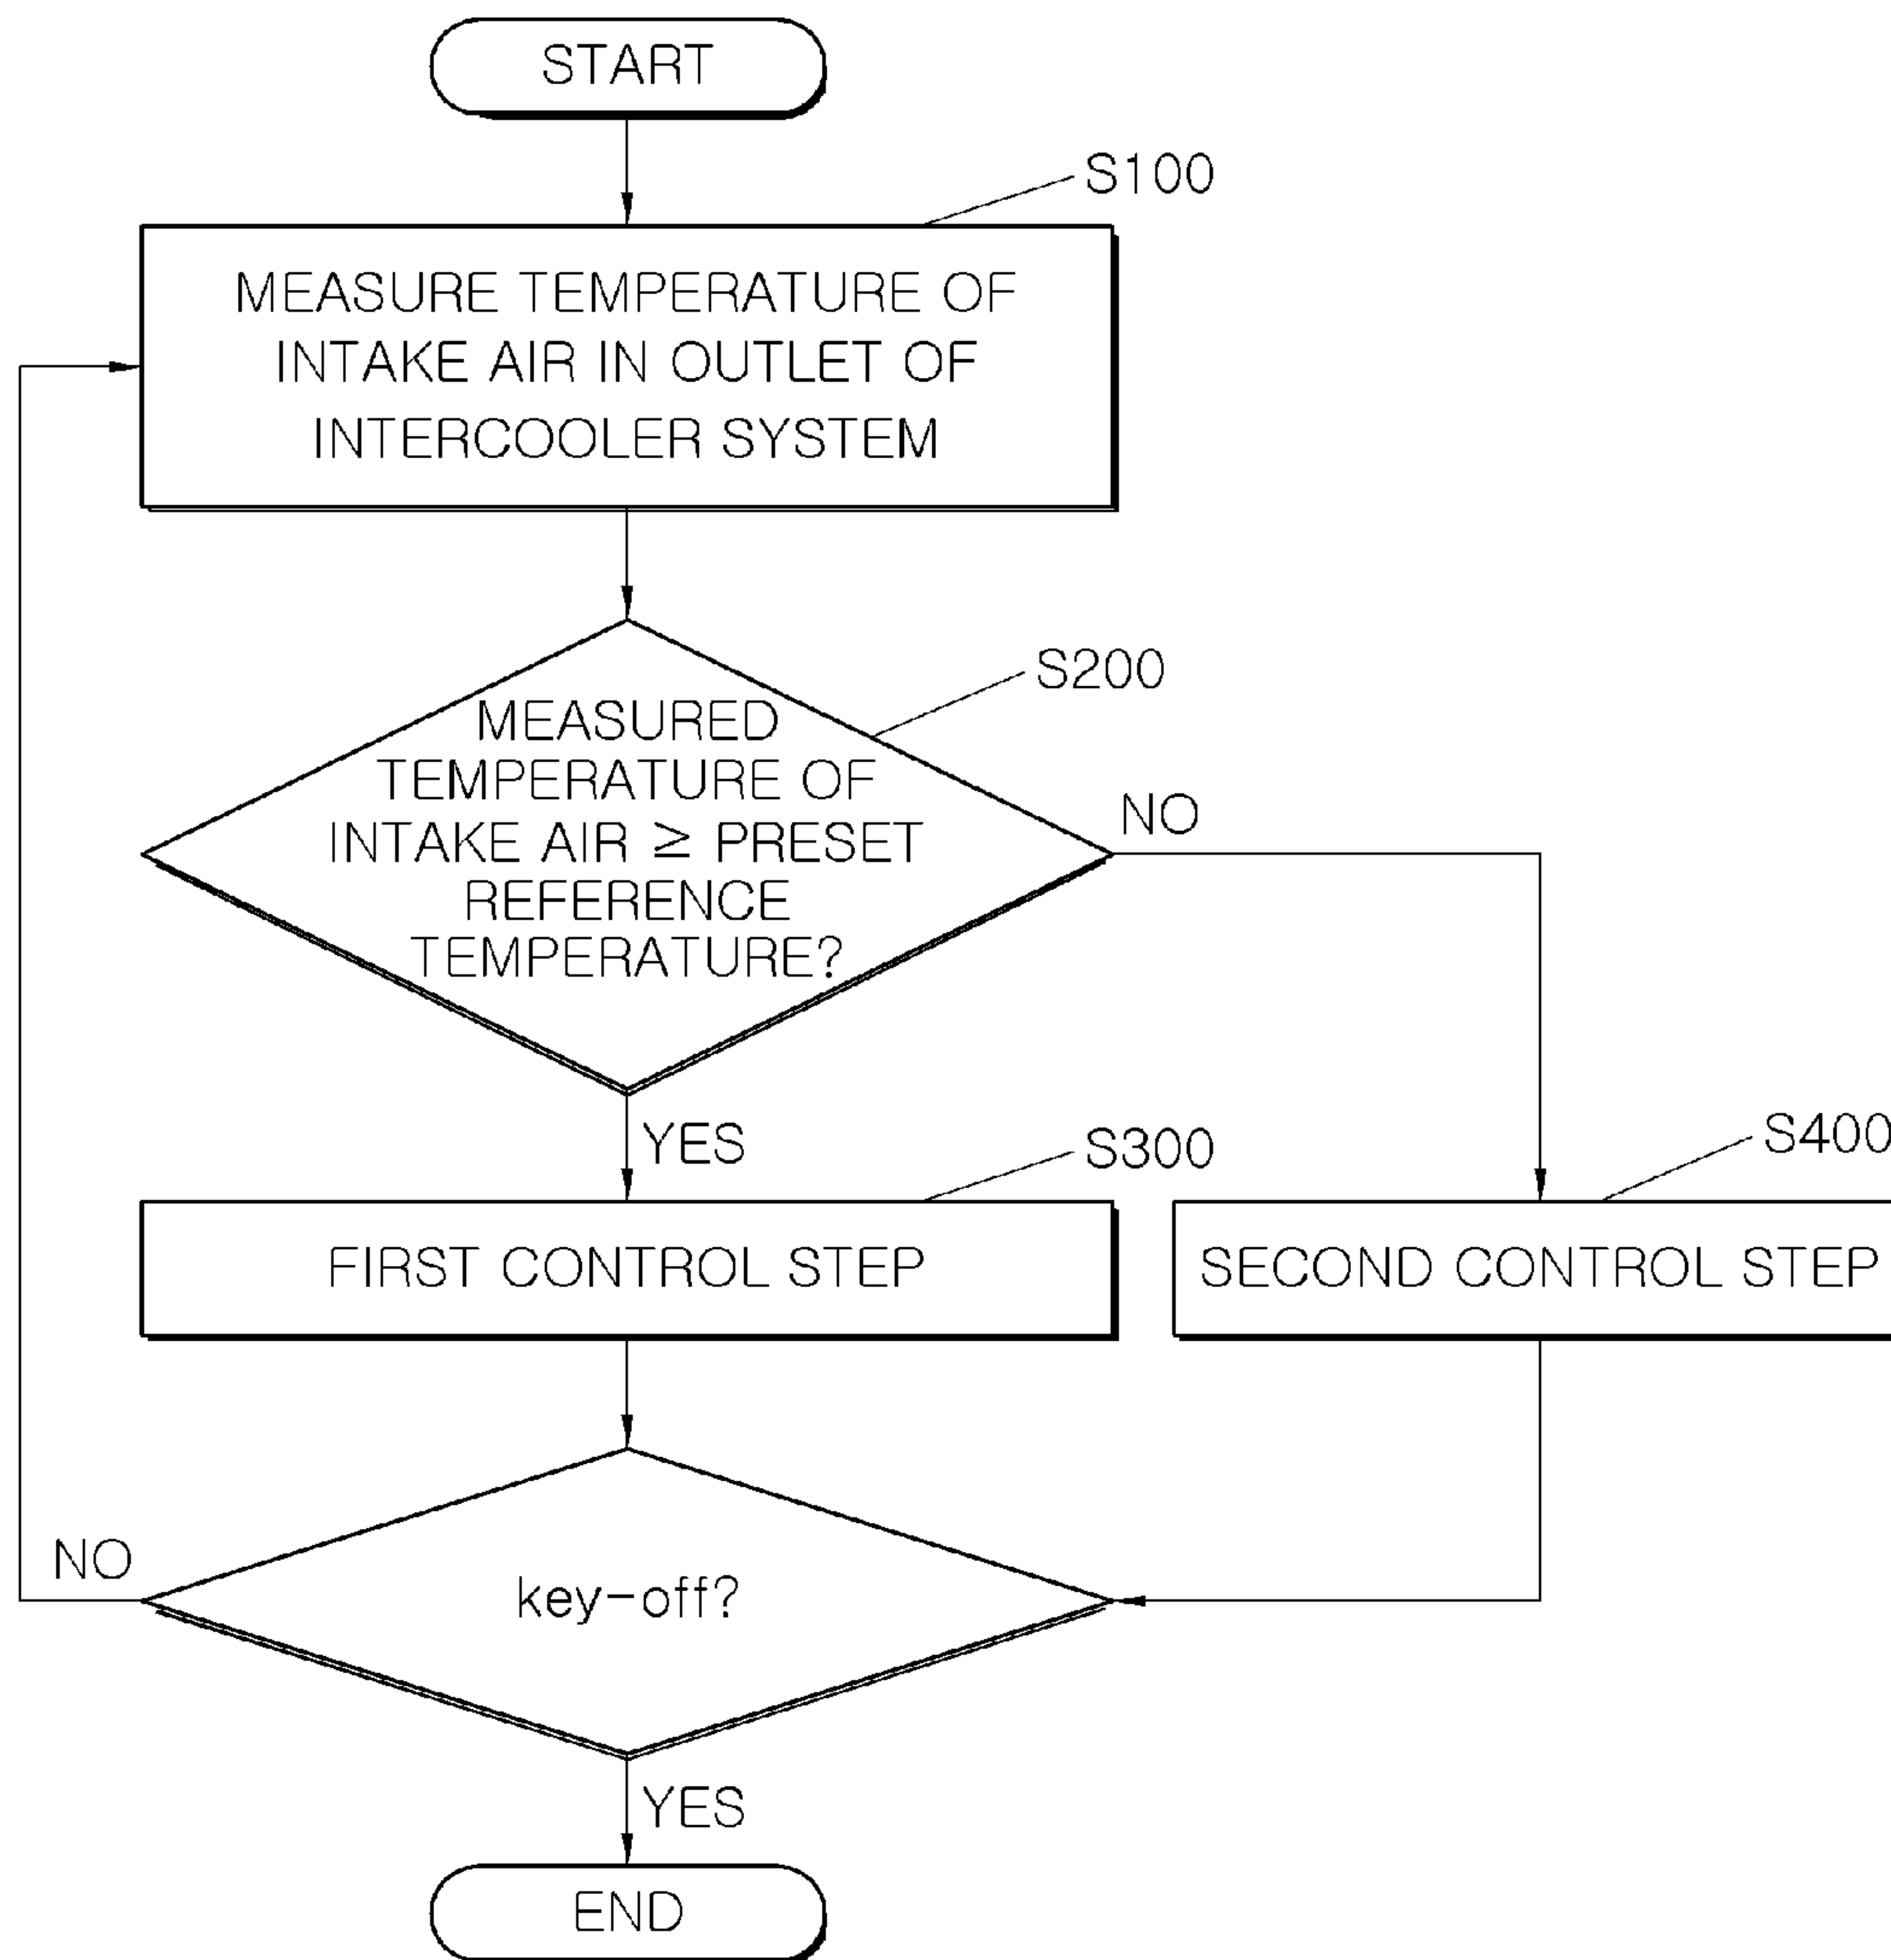 START
S100
MEASURE TEMPERATURE OF
INTAKE AIR IN OUTLET OF
INTERCOOLER SYSTEM
S200
MEASURED
TEMPERATURE OF
INTAKE AIR ≥ PRESET
REFERENCE
TEMPERATURE?
NO
YES
S300
S400
FIRST CONTROL STEP
SECOND CONTROL STEP
NO
key-off?
YES
END